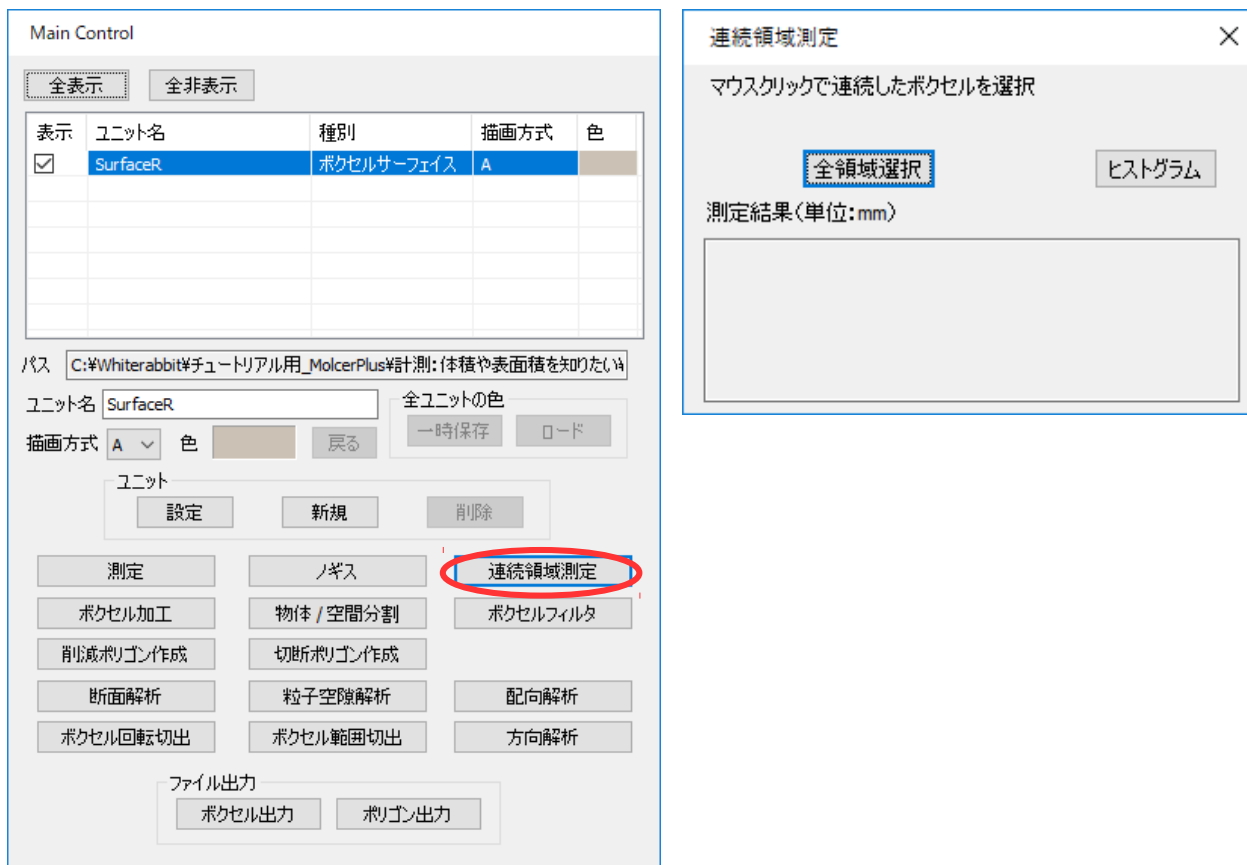 Main Control
全表示 全非表示
表示 ユニット名 種別 描画方式 色
SurfaceR ボクセルサーフェイス A
パス C:¥Whiterabbit¥チュートリアル用_MolcerPlus¥計測:体積や表面積を知りたい¥
ユニット名 SurfaceR 全ユニットの色
描画方式 A 色 戻る 一時保存 ロード
ユニット
設定 新規 削除
測定 ノギス 連続領域測定
ボクセル加工 物体 / 空間分割 ボクセルフィルタ
削減ポリゴン作成 切断ポリゴン作成
断面解析 粒子空隙解析 配向解析
ボクセル回転切出 ボクセル範囲切出 方向解析
ファイル出力
ボクセル出力 ポリゴン出力
連続領域測定
マウスクリックで連続したボクセルを選択
全領域選択 ヒストグラム
測定結果(単位:mm)